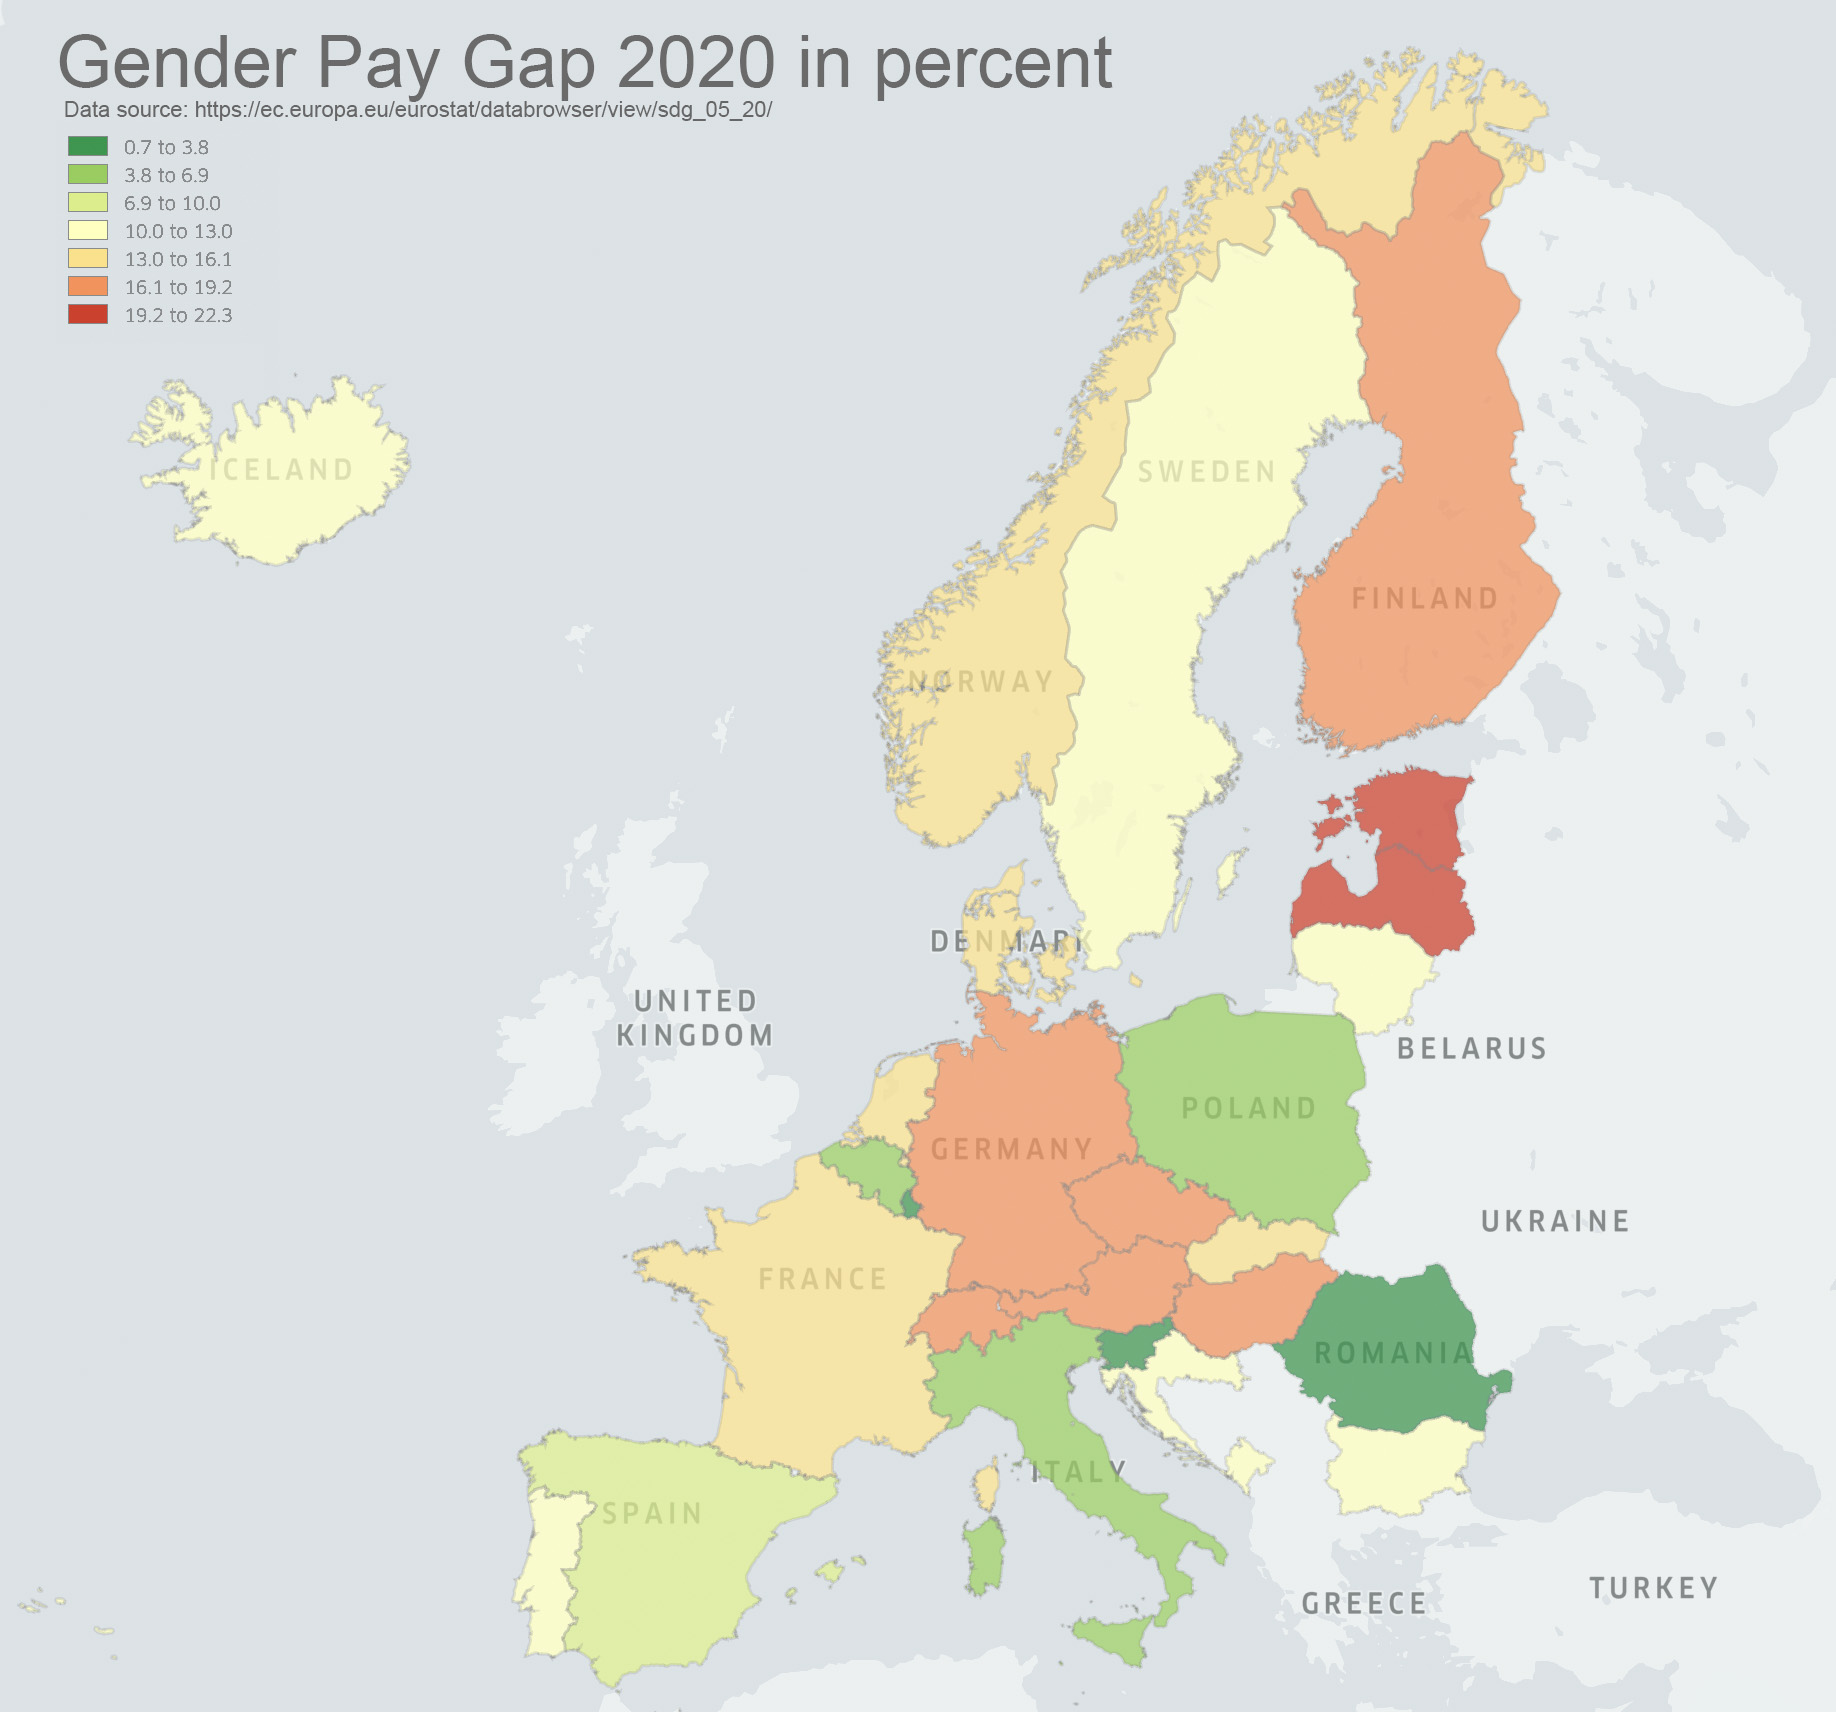 Gender Pay Gap 2020 in percent
Data source: https://ec.europa.eu/eurostat/databrowser/view/sdg_05_20/
0.7 to 3.8
3.8 to 6.9
6.9 to 10.0
10.0 to 13.0
13.0 to 16.1
16.1 to 19.2
19.2 to 22.3
ICELAND
SWEDEN
FINLAND
NORWAY
DENMARK
UNITED
KINGDOM
BELARUS
POLAND
GERMANY
UKRAINE
FRANCE
ROMANIA
ITALY
SPAIN
TURKEY
GREECE